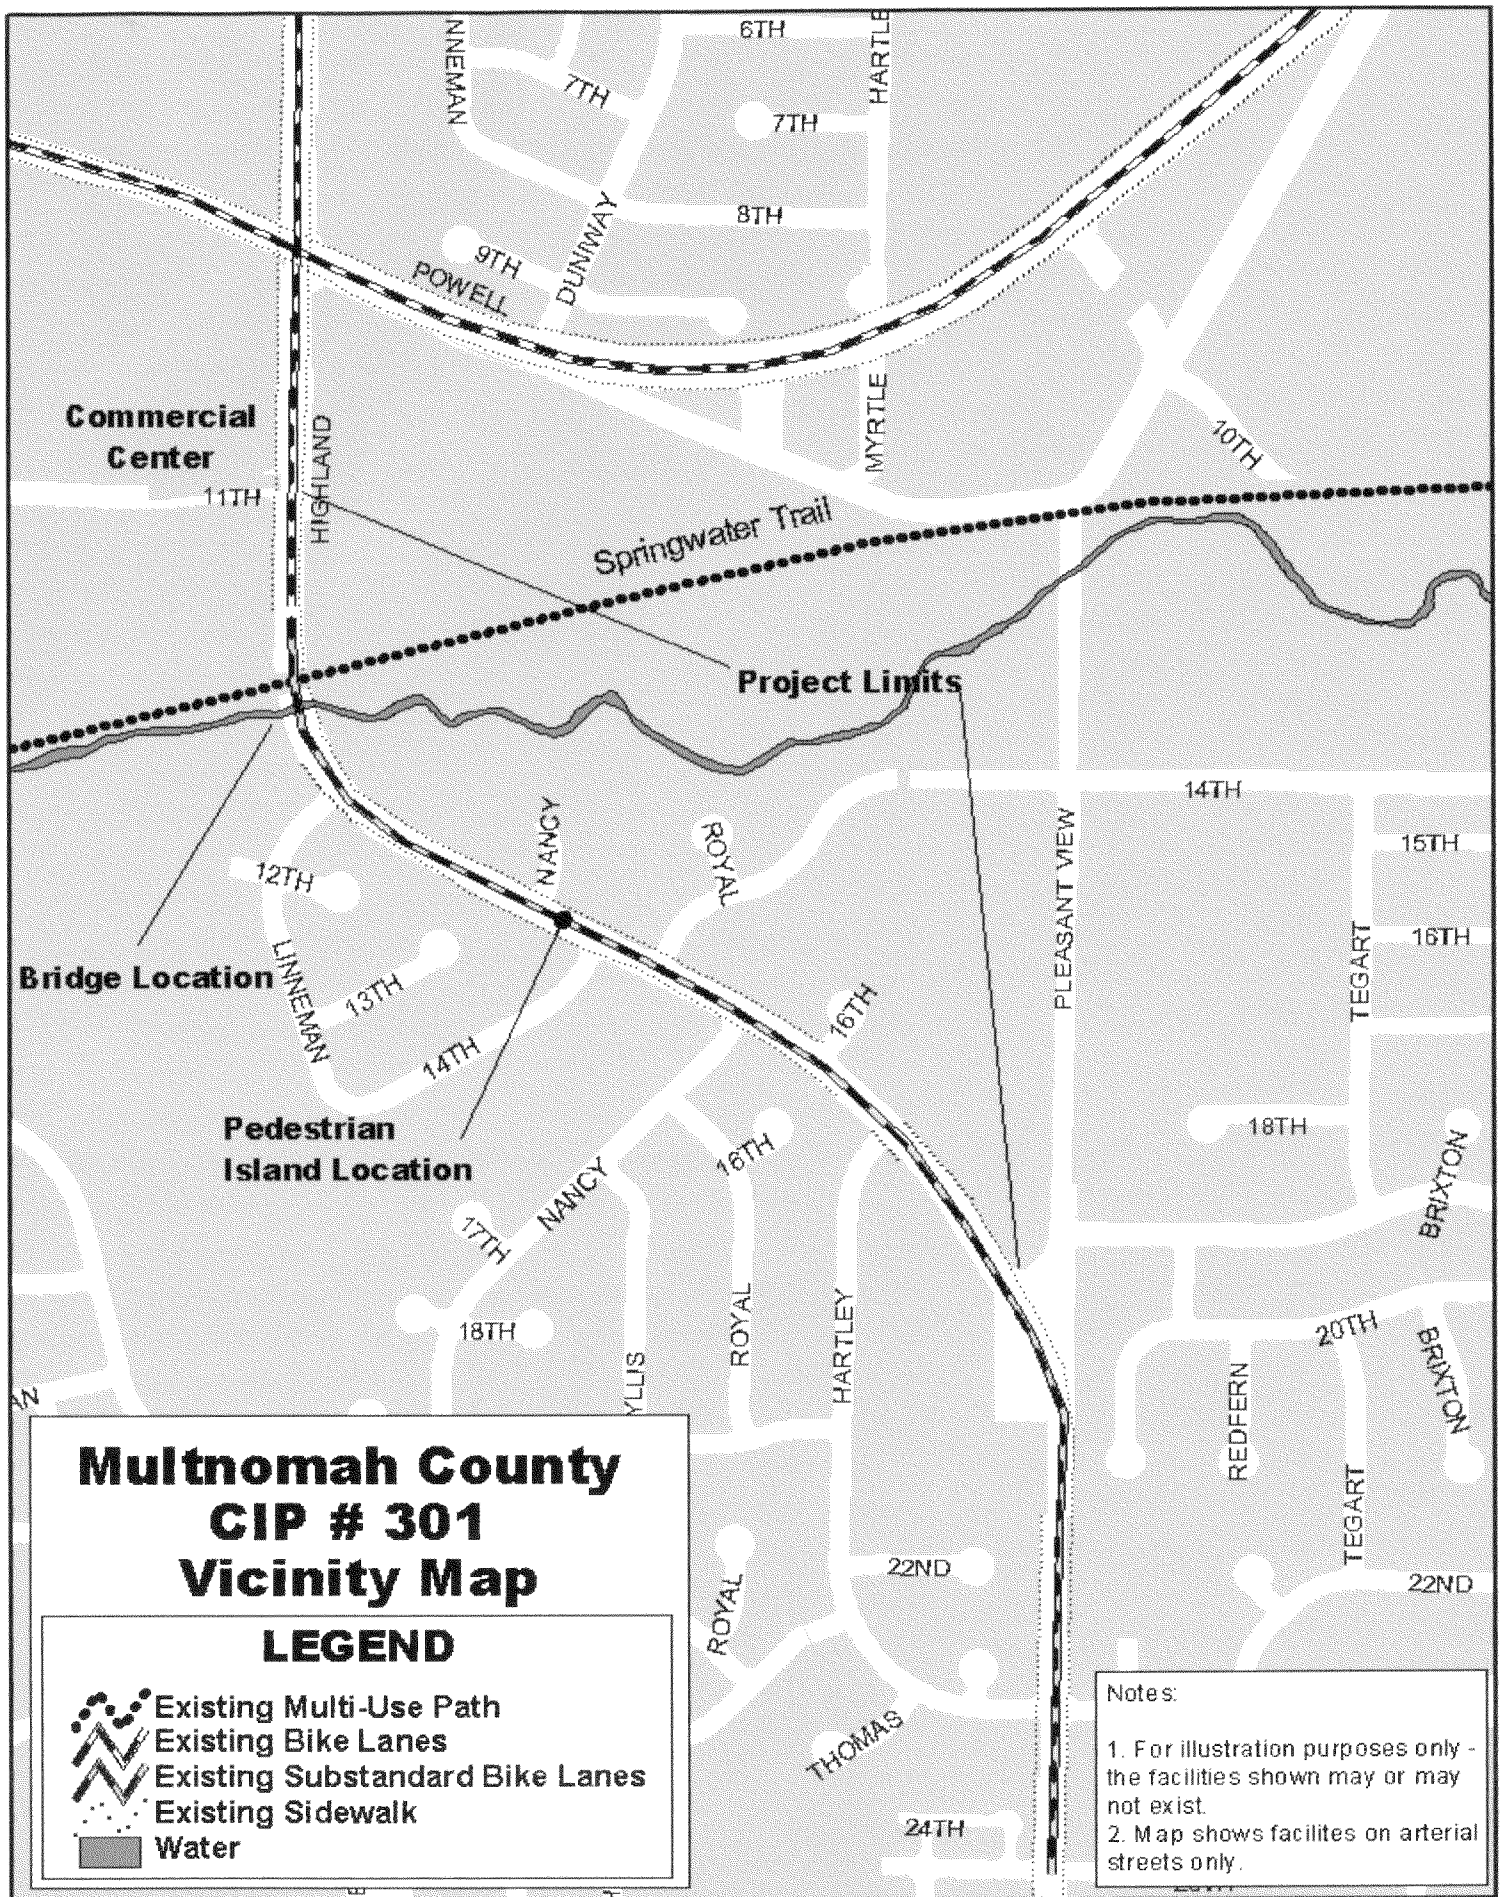 6TH
NNEMAN
HARTLE
7TH
7TH
8TH
DUNIWAY
9TH
POWELL
MYRTLE
Commercial
Center
10TH
HIGHLAND
11TH
Springwater Trail
Project Limits
14TH
NANCY
ROYAL
PLEASANT VIEW
15TH
12TH
16TH
TEGART
LINNEMAN
Bridge Location
13TH
16TH
14TH
Pedestrian
Island Location
18TH
16TH
BRIXTON
NANCY
17TH
18TH
ROYAL
HARTLEY
20TH
BRIXTON
YLLIS
REDFERN
AN
TEGART
22ND
22ND
ROYAL
THOMAS
24TH
Multnomah County
CIP # 301
Vicinity Map
LEGEND
Existing Multi-Use Path
Existing Bike Lanes
Existing Substandard Bike Lanes
Existing Sidewalk
Water
Notes:
1. For illustration purposes only -
the facilities shown may or may
not exist.
2. Map shows facilites on arterial
streets only.